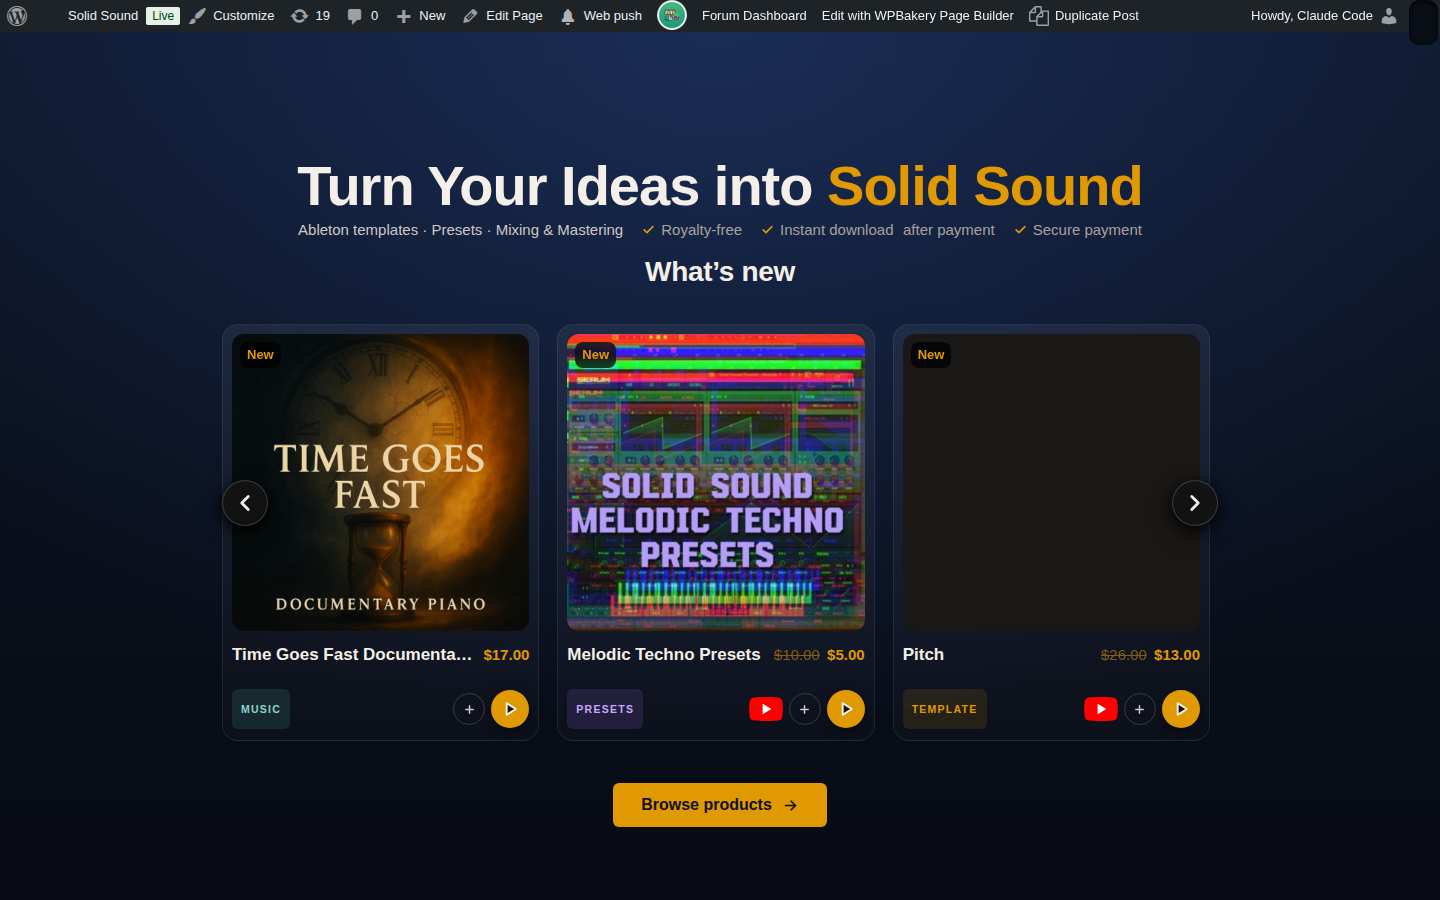 Solid Sound Live Customize 19 0 New Edit Page Web push Forum Dashboard Edit with WPBakery Page Builder Duplicate Post Howdy, Claude Code
Turn Your Ideas into Solid Sound
Ableton templates · Presets · Mixing & Mastering Royalty-free Instant download after payment Secure payment
What’s new
New
TIME GOES
FAST
DOCUMENTARY PIANO
Time Goes Fast Documenta… $17.00
MUSIC
New
SERUM
SOLID SOUND
MELODIC TECHNO
PRESETS
Melodic Techno Presets $10.00 $5.00
PRESETS
New
Pitch $26.00 $13.00
TEMPLATE
Browse products →